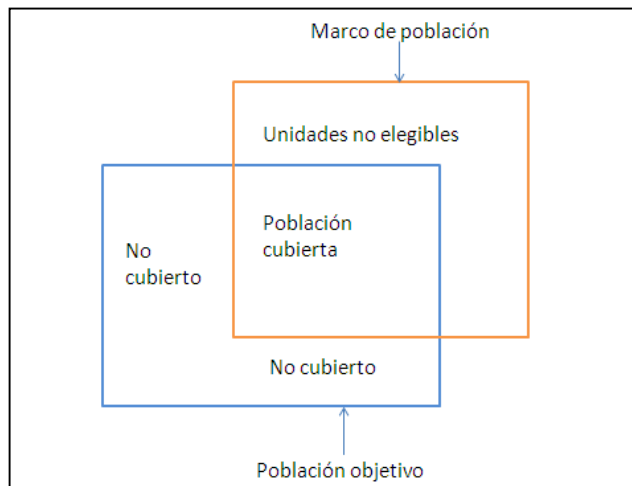 Marco de población
Unidades no elegibles
Población
cubierta
No
cubierto
No cubierto
Población objetivo